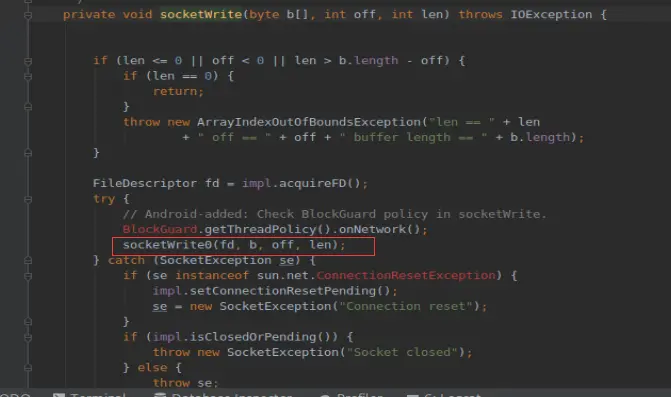 private void socketWrite(byte b[], int off, int len) throws IOException {
if (len <= 0 || off < 0 || len > b.length - off) {
if (len == 0) {
return;
}
throw new ArrayIndexOutOfBoundsException("len == " + len
+ " off == " + off + " buffer length == " + b.length);
}
FileDescriptor fd = impl.acquireFD();
try {
// Android-added: Check BlockGuard policy in socketWrite.
BlockGuard.getThreadPolicy().onNetwork();
socketWrite0(fd, b, off, len);
} catch (SocketException se) {
if (se instanceof sun.net.ConnectionResetException) {
impl.setConnectionResetPending();
se = new SocketException("Connection reset");
}
if (impl.isClosedOrPending()) {
throw new SocketException("Socket closed");
} else {
throw se;
TODO Terminal Database Inspector Profiler